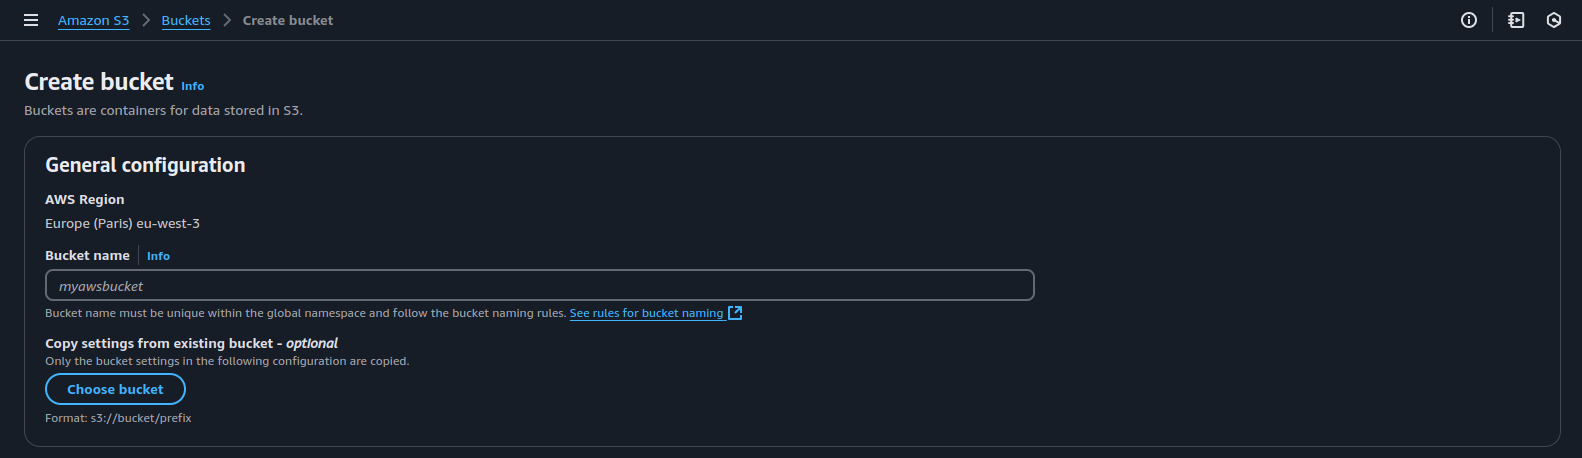 Amazon S3 > Buckets > Create bucket
Create bucket Info
Buckets are containers for data stored in S3.
General configuration
AWS Region
Europe (Paris) eu-west-3
Bucket name Info
myawsbucket
Bucket name must be unique within the global namespace and follow the bucket naming rules. See rules for bucket naming
Copy settings from existing bucket - optional
Only the bucket settings in the following configuration are copied.
Choose bucket
Format: s3://bucket/prefix